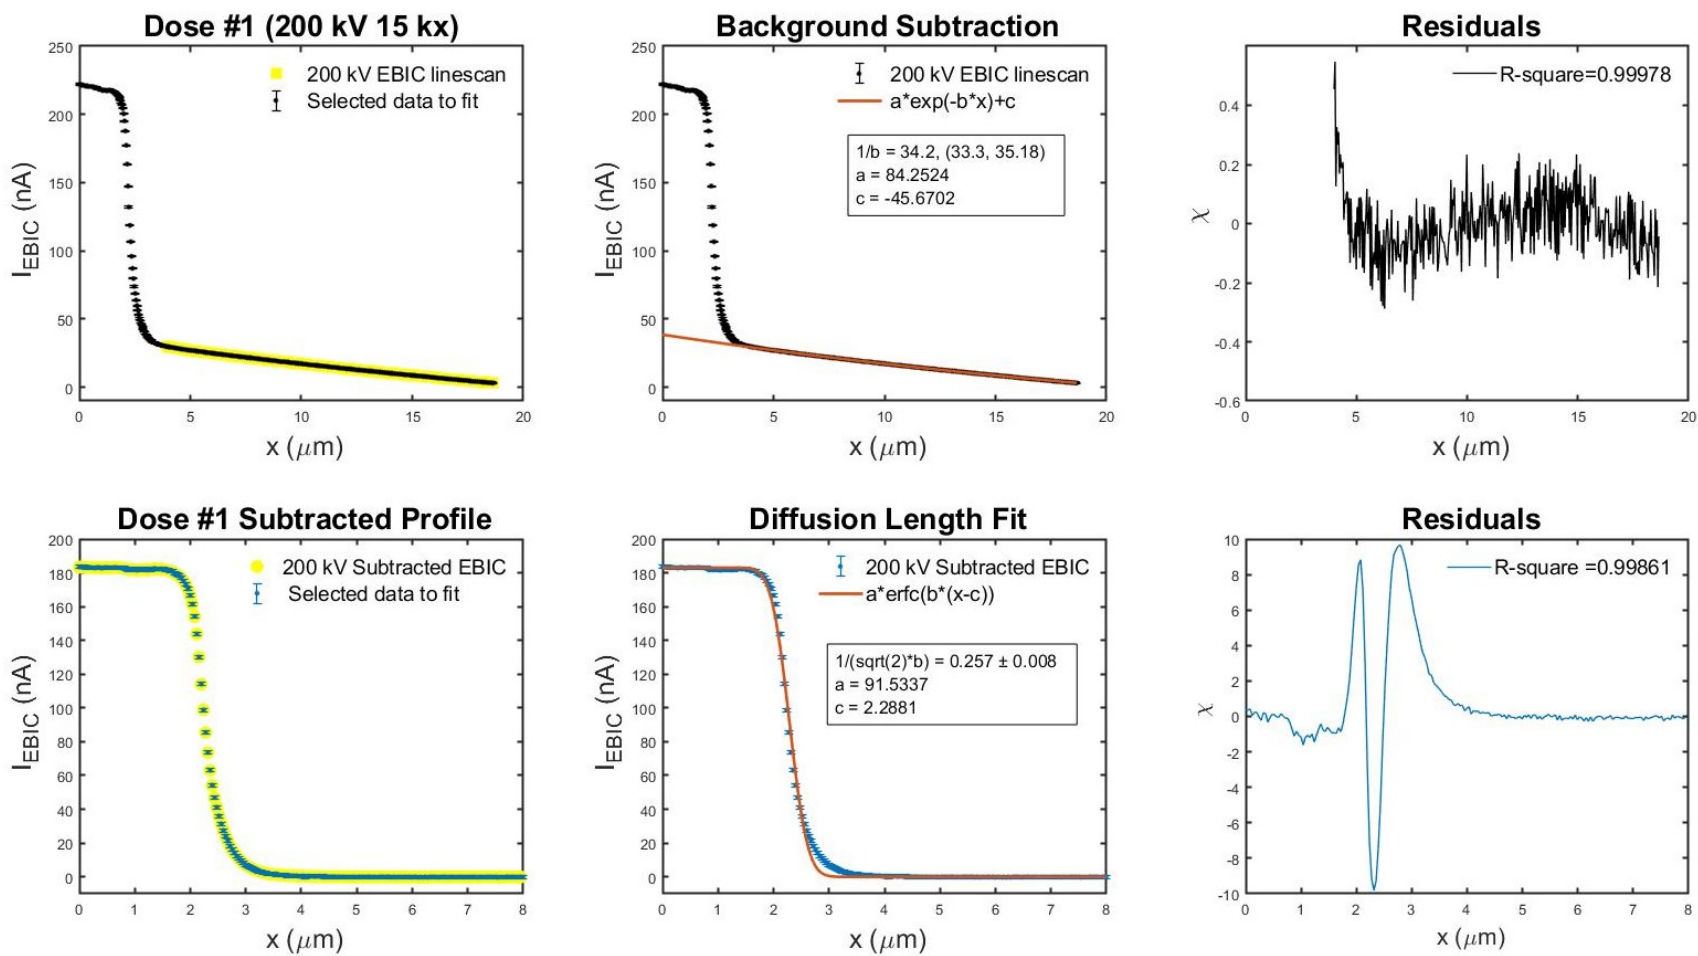 Dose #1 (200 kV 15 kx)
250
200
150
100
50
0
0 5 10 15 20
I_EBIC (nA)
x (μm)
200 kV EBIC linescan
Selected data to fit
Background Subtraction
250
200
150
100
50
0
0 5 10 15 20
I_EBIC (nA)
x (μm)
200 kV EBIC linescan
a*exp(-b*x)+c
1/b = 34.2, (33.3, 35.18)
a = 84.2524
c = -45.6702
Residuals
0.4
0.2
0
-0.2
-0.4
-0.6
0 5 10 15 20
χ
x (μm)
R-square=0.99978
Dose #1 Subtracted Profile
200
180
160
140
120
100
80
60
40
20
0
0 1 2 3 4 5 6 7 8
I_EBIC (nA)
x (μm)
200 kV Subtracted EBIC
Selected data to fit
Diffusion Length Fit
200
180
160
140
120
100
80
60
40
20
0
0 1 2 3 4 5 6 7 8
I_EBIC (nA)
x (μm)
200 kV Subtracted EBIC
a*erfc(b*(x-c))
1/(sqrt(2)*b) = 0.257 ± 0.008
a = 91.5337
c = 2.2881
Residuals
10
8
6
4
2
0
-2
-4
-6
-8
-10
0 1 2 3 4 5 6 7 8
χ
x (μm)
R-square =0.99861